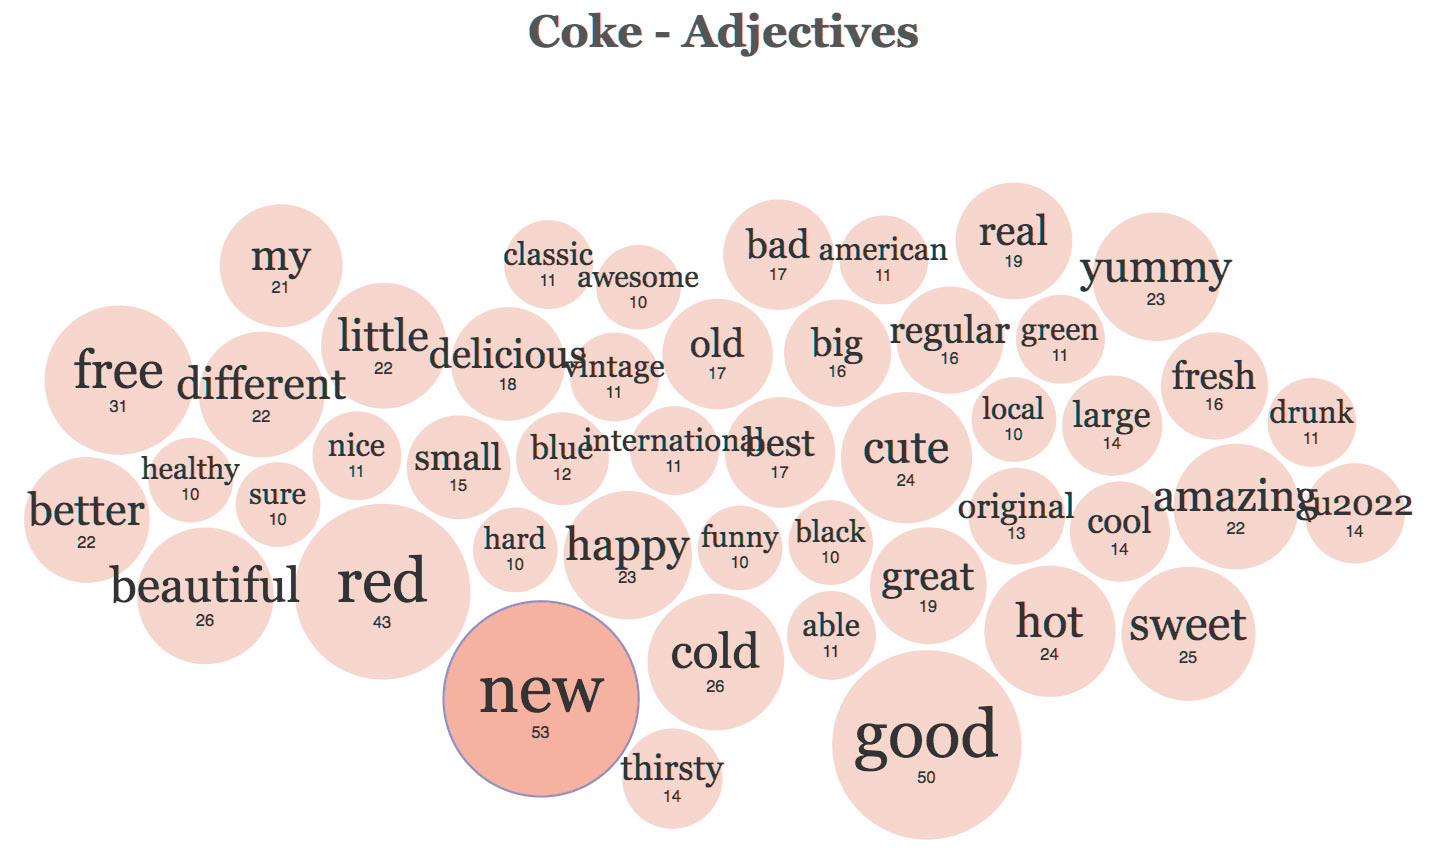 Coke - Adjectives
my
21
classic
11
awesome
10
bad
17
american
11
real
19
yummy
23
free
31
different
22
little
22
delicious
18
vintage
11
old
17
big
16
regular
16
green
11
fresh
16
drunk
11
local
10
large
14
nice
11
small
15
blue
12
international
11
best
17
cute
24
healthy
10
sure
10
better
22
beautiful
26
red
43
hard
10
happy
23
funny
10
black
10
original
13
cool
14
amazing
22
u2022
14
great
19
able
11
cold
26
hot
24
sweet
25
new
53
good
50
thirsty
14